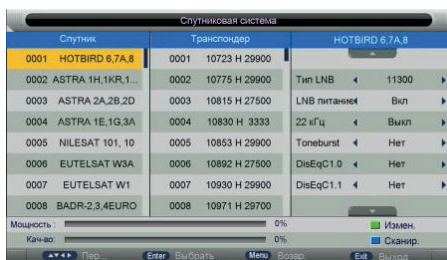 Спутниковая система
Спутник Транспондер HOTBIRD 6,7A,8
0001 HOTBIRD 6,7A,8 0001 10723 H 29900
0002 ASTRA 1H,1KR,1... 0002 10775 H 29900 Тип LNB 11300
0003 ASTRA 2A,2B,2D 0003 10815 H 27500 LNB питание Вкл
0004 ASTRA 1E,1G,3A 0004 10830 H 3333 22 кГц Выкл
0005 NILESAT 101, 10 0005 10853 H 29900 Toneburst Нет
0006 EUTELSAT W3A 0006 10892 H 27500 DisEqC1.0 Нет
0007 EUTELSAT W1 0007 10930 H 29900 DisEqC1.1 Нет
0008 BADR-2,3,4EURO 0008 10971 H 29700
Мощность : 0% Измен.
Кач-во: 0% Сканир.
Пер... Enter Выбрать Menu Возвр. Exit Выход